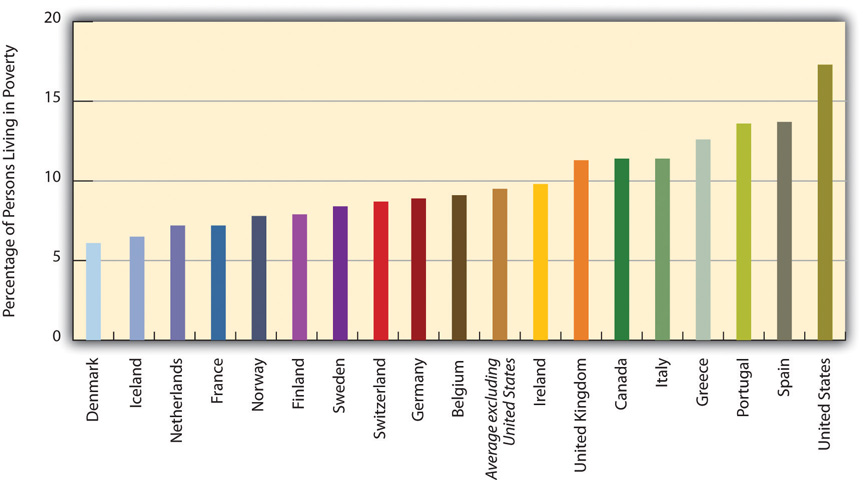 Percentage of Persons Living in Poverty
20
15
10
5
0
Denmark
Iceland
Netherlands
France
Norway
Finland
Sweden
Switzerland
Germany
Belgium
Average excluding
United States
Ireland
United Kingdom
Canada
Italy
Greece
Portugal
Spain
United States